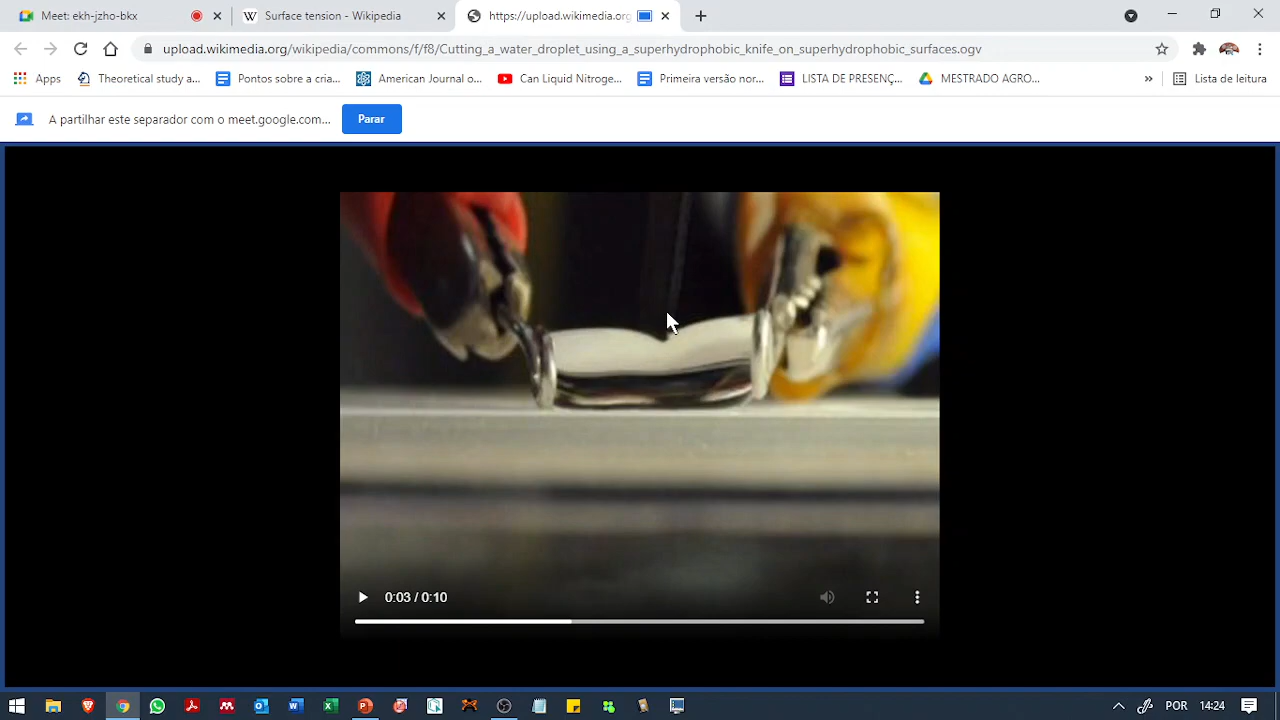 Meet: ekh-jzho-bkx
Surface tension - Wikipedia
https://upload.wikimedia.org
upload.wikimedia.org/wikipedia/commons/f/f8/Cutting_a_water_droplet_using_a_superhydrophobic_knife_on_superhydrophobic_surfaces.ogv
Apps Theoretical study a... Pontos sobre a cria... American Journal o... Can Liquid Nitroge... Primeira versão nor... LISTA DE PRESENÇ... MESTRADO AGRO... » Lista de leitura
A partilhar este separador com o meet.google.com... Parar
0:03 / 0:10
POR 14:24